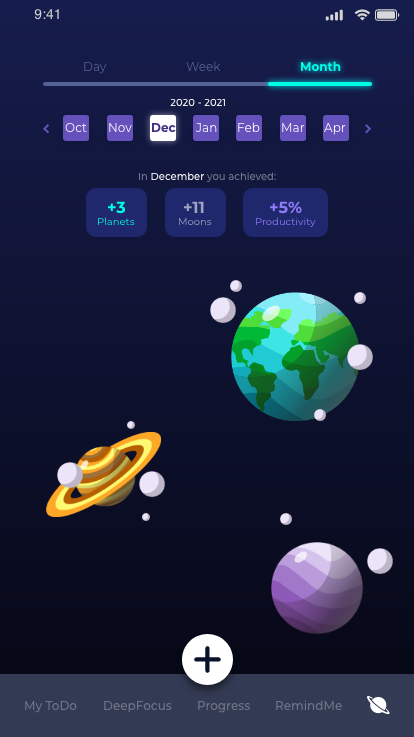 9:41
Day Week Month
2020 - 2021
Oct Nov Dec Jan Feb Mar Apr
In December you achieved:
+3 +11 +5%
Planets Moons Productivity
My ToDo DeepFocus Progress RemindMe